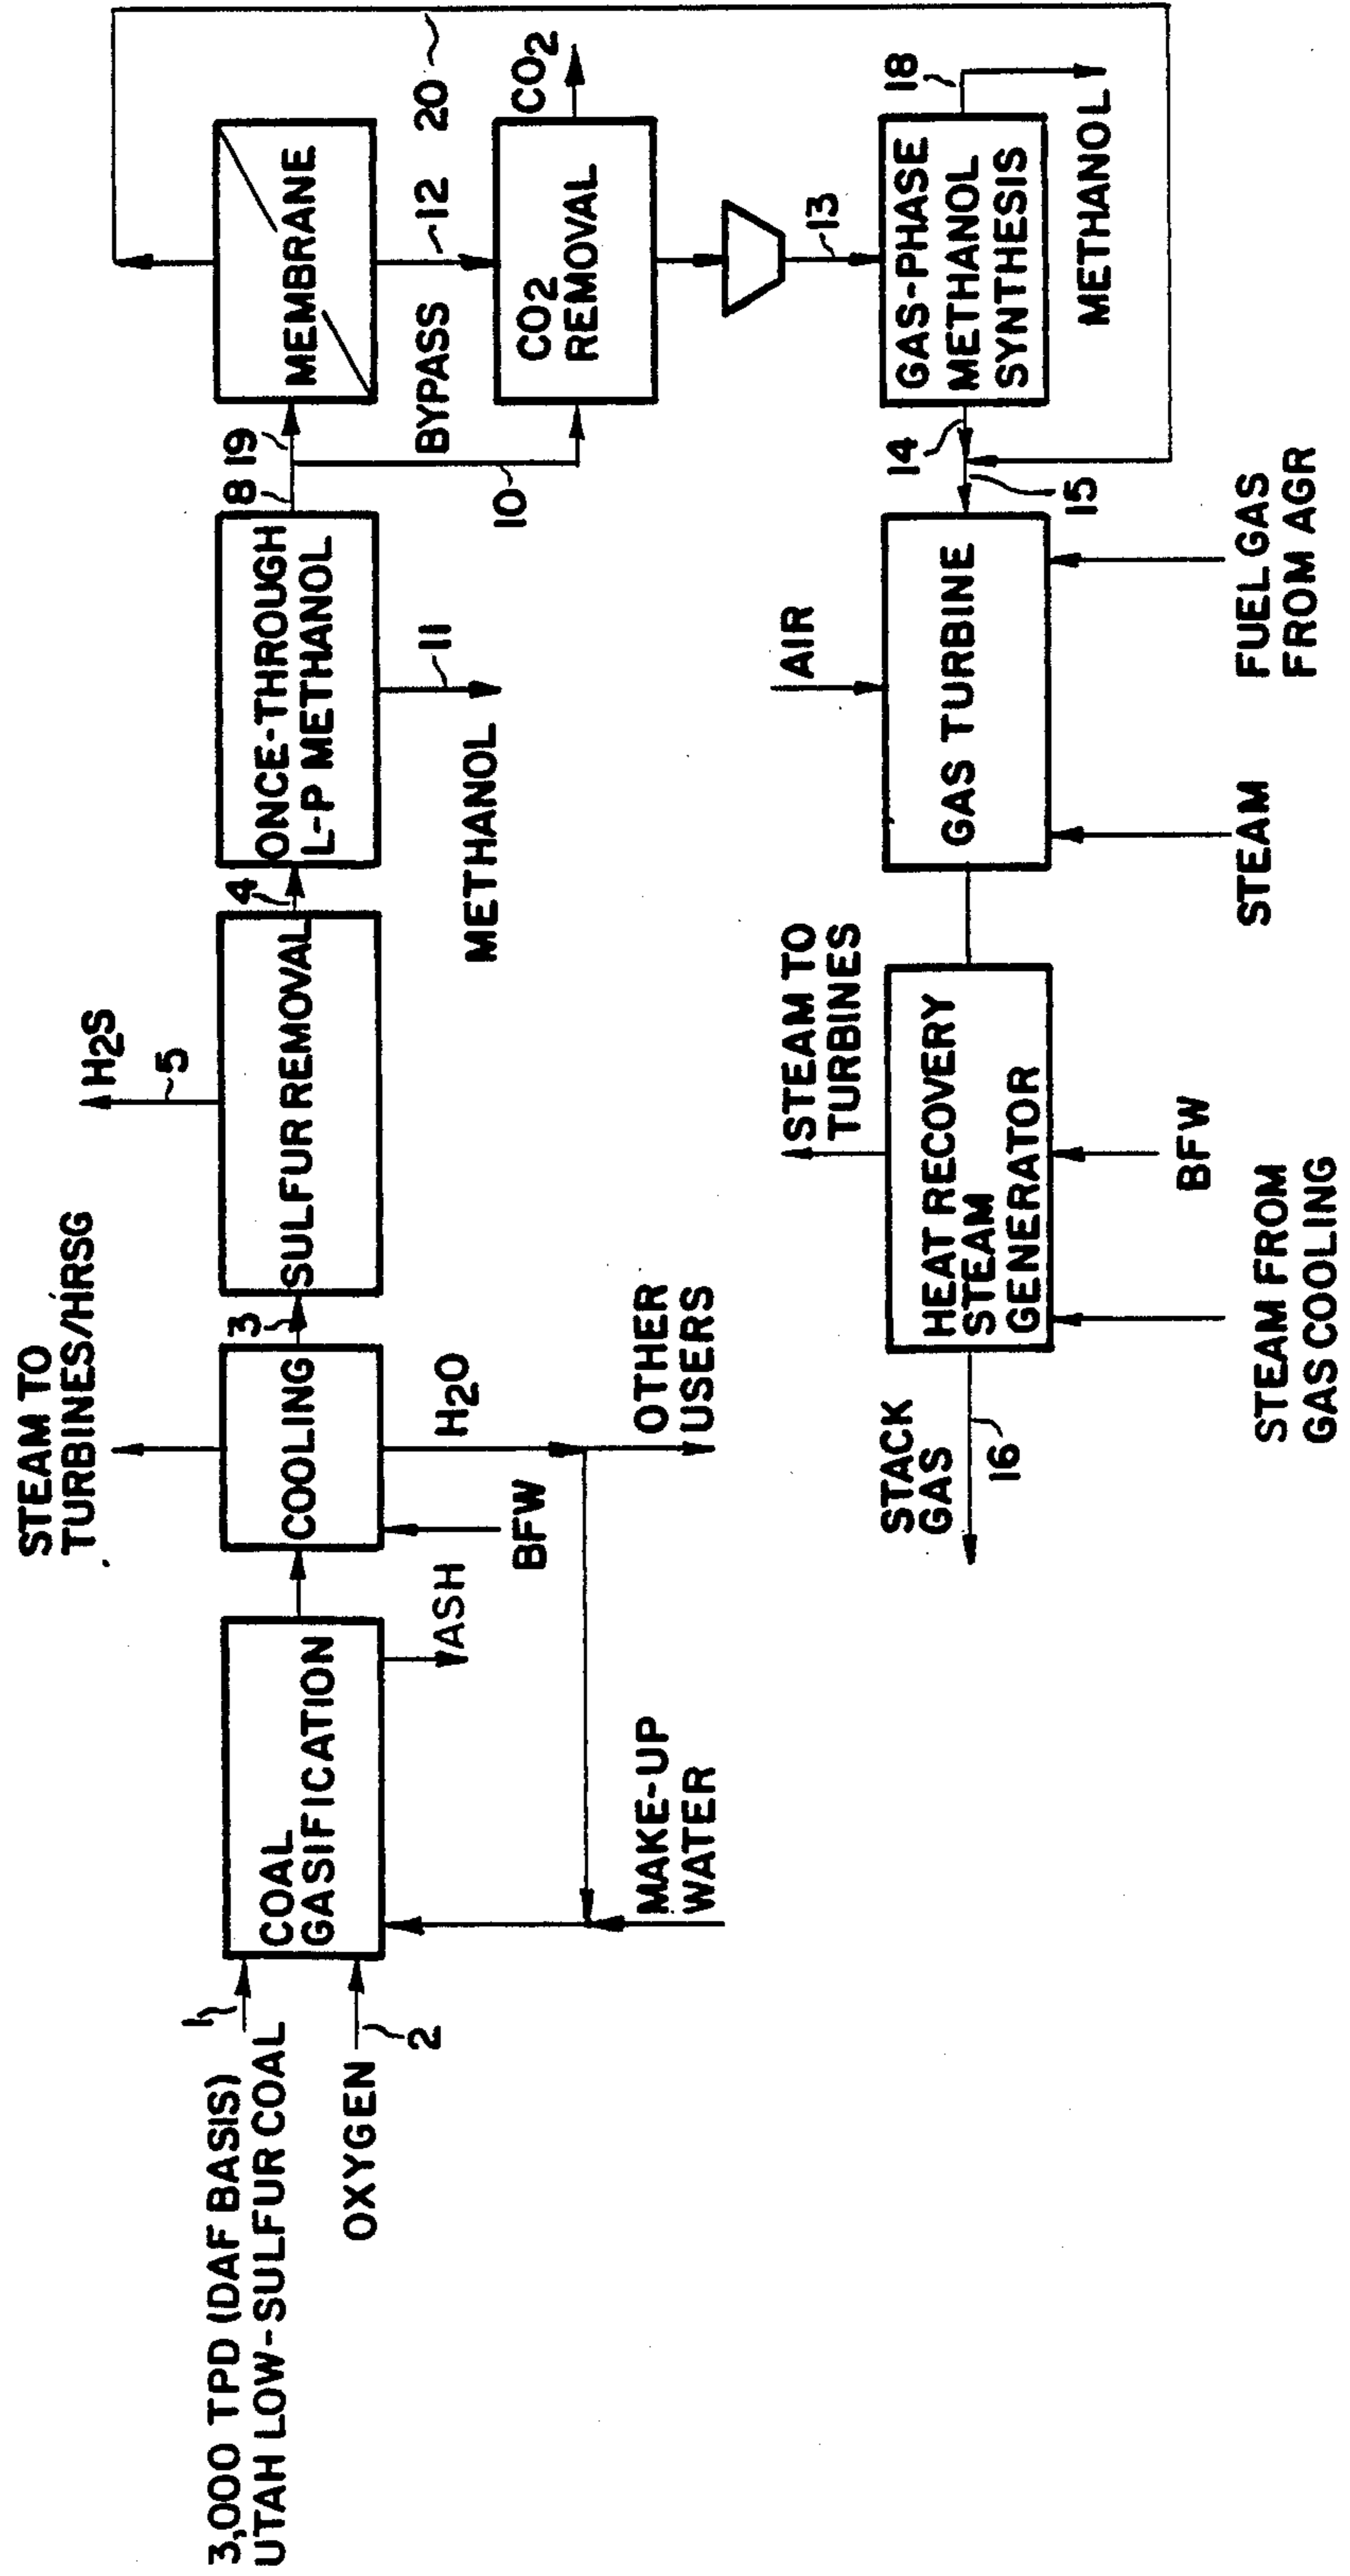 3,000 TPD (DAF BASIS)
UTAH LOW-SULFUR COAL
1
OXYGEN
2
COAL
GASIFICATION
ASH
MAKE-UP
WATER
STEAM TO
TURBINES/HRSG
COOLING
BFW
H2O
OTHER
USERS
3
H2S
5
SULFUR REMOVAL
4
ONCE-THROUGH
L-P METHANOL
11
METHANOL
8
19
10
BYPASS
MEMBRANE
12
20
CO2
REMOVAL
CO2
13
GAS-PHASE
METHANOL
SYNTHESIS
18
METHANOL
14
15
AIR
GAS TURBINE
FUEL GAS
FROM AGR
STEAM
STEAM TO
TURBINES
HEAT RECOVERY
STEAM
GENERATOR
BFW
STEAM FROM
GAS COOLING
STACK
GAS
16